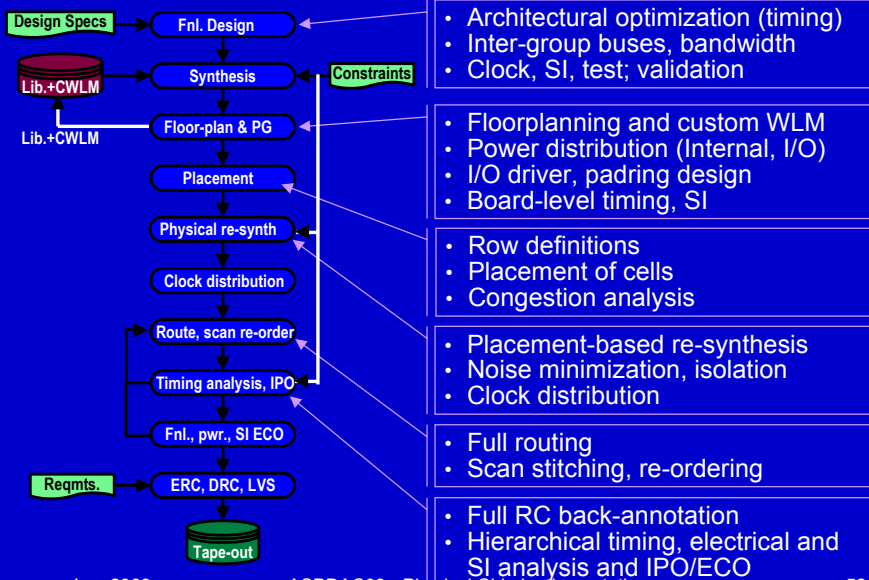 Design Specs
Fnl. Design
Synthesis
Constraints
Lib.+CWLM
Lib.+CWLM
Floor-plan & PG
Placement
Physical re-synth
Clock distribution
Route, scan re-order
Timing analysis, IPO
Fnl., pwr., SI ECO
Reqmts.
ERC, DRC, LVS
Tape-out
• Architectural optimization (timing)
• Inter-group buses, bandwidth
• Clock, SI, test; validation
• Floorplanning and custom WLM
• Power distribution (Internal, I/O)
• I/O driver, padring design
• Board-level timing, SI
• Row definitions
• Placement of cells
• Congestion analysis
• Placement-based re-synthesis
• Noise minimization, isolation
• Clock distribution
• Full routing
• Scan stitching, re-ordering
• Full RC back-annotation
• Hierarchical timing, electrical and
SI analysis and IPO/ECO